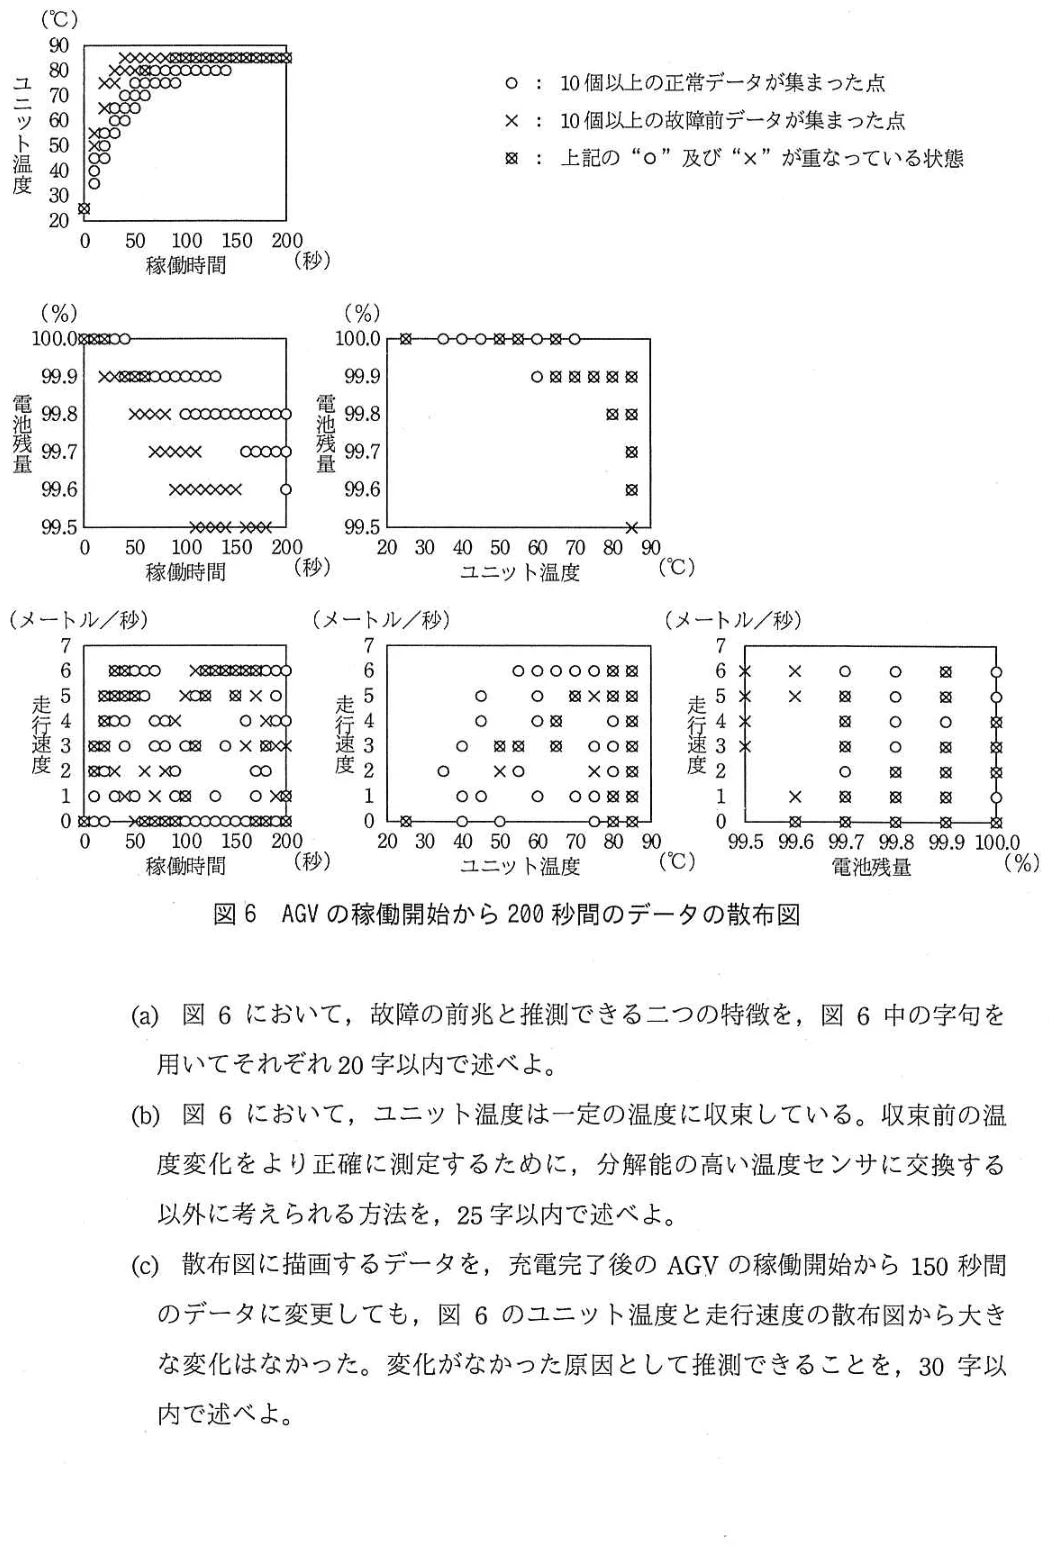 (℃)
90
80
70
60
50
40
30
20
ユニット温度
0 50 100 150 200
(秒)
稼働時間
○ : 10個以上の正常データが集まった点
× : 10個以上の故障前データが集まった点
⊠ : 上記の“○”及び“×”が重なっている状態
(%)
100.0
99.9
99.8
99.7
99.6
99.5
電池残量
0 50 100 150 200
(秒)
稼働時間
(%)
100.0
99.9
99.8
99.7
99.6
99.5
電池残量
20 30 40 50 60 70 80 90
(℃)
ユニット温度
(メートル/秒)
7
6
5
4
3
2
1
0
走行速度
0 50 100 150 200
(秒)
稼働時間
(メートル/秒)
7
6
5
4
3
2
1
0
走行速度
20 30 40 50 60 70 80 90
(℃)
ユニット温度
(メートル/秒)
7
6
5
4
3
2
1
0
走行速度
99.5 99.6 99.7 99.8 99.9 100.0
(%)
電池残量
図6 AGVの稼働開始から200秒間のデータの散布図
(a) 図6において，故障の前兆と推測できる二つの特徴を，図6中の字句を
用いてそれぞれ20字以内で述べよ。
(b) 図6において，ユニット温度は一定の温度に収束している。収束前の温
度変化をより正確に測定するために，分解能の高い温度センサに交換する
以外に考えられる方法を，25字以内で述べよ。
(c) 散布図に描画するデータを，充電完了後のAGVの稼働開始から150秒間
のデータに変更しても，図6のユニット温度と走行速度の散布図から大き
な変化はなかった。変化がなかった原因として推測できることを，30字以
内で述べよ。